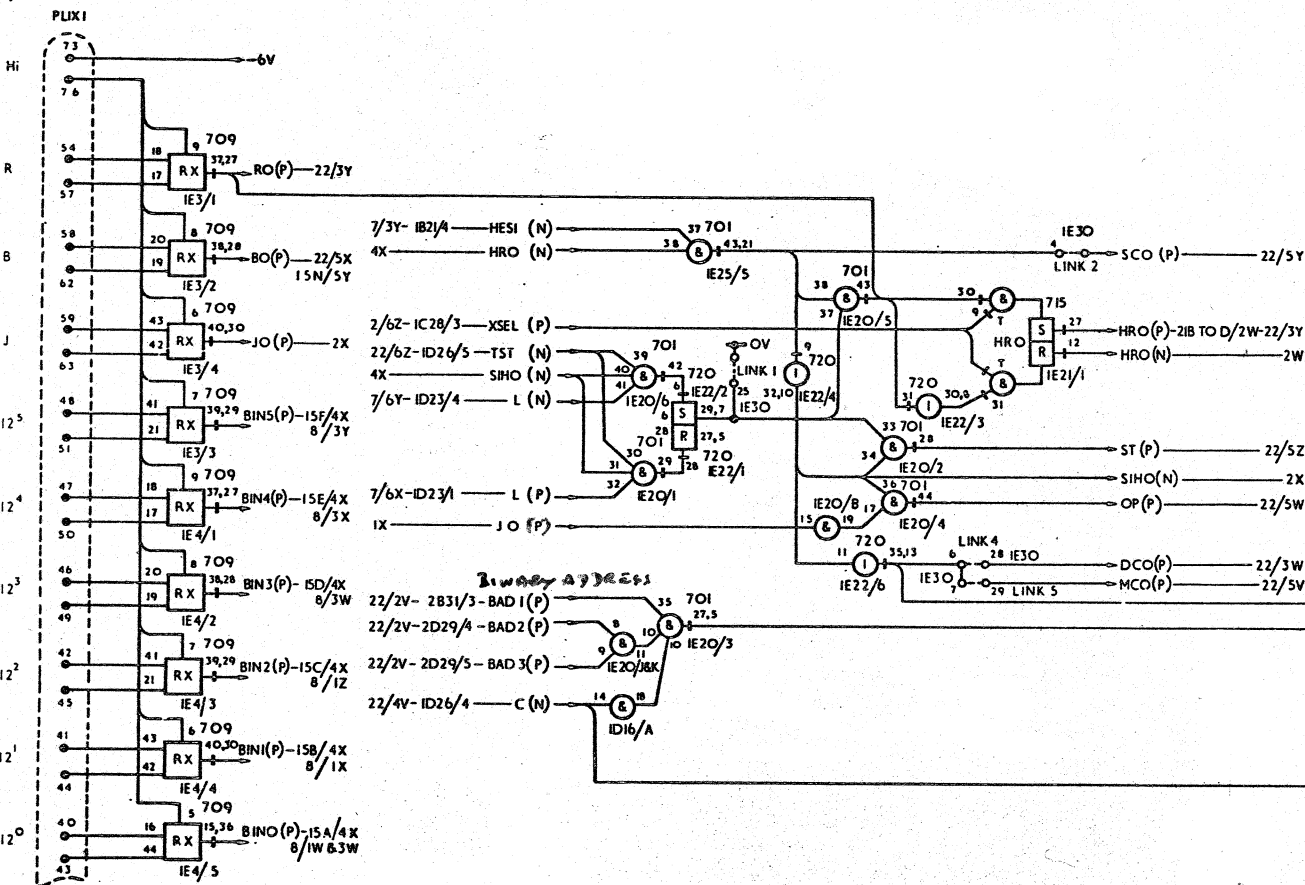 PLIX1
Hi
73
-6V
76
R
54
57
18
17
9 709
RX
37,27
RO(P)—22/3Y
IE3/1
B
58
62
20
19
8 709
RX
38,28
BO(P)—22/5X
15N/5Y
IE3/2
J
59
63
43
42
6 709
RX
40,30
JO(P)—2X
IE3/4
12⁵
48
51
41
21
7 709
RX
39,29
BIN5(P)—15F/4X
8/3Y
IE3/3
12⁴
47
50
18
17
9 709
RX
37,27
BIN4(P)—15E/4X
8/3X
IE4/1
12³
46
49
20
19
8 709
RX
38,28
BIN3(P)—15D/4X
8/3W
IE4/2
12²
42
45
41
21
7 709
RX
39,29
BIN2(P)—15C/4X
8/1Z
IE4/3
12¹
41
44
43
42
6 709
RX
40,30
BIN1(P)—15B/4X
8/1X
IE4/4
12⁰
40
43
16
44
5 709
RX
15,36
BINO(P)—15A/4X
8/1W & 3W
IE4/5
7/3Y—1B21/4—HESI (N)
4X—HRO (N)
37 701
38
&
43,21
IE25/5
2/6Z—1C28/3—XSEL (P)
22/6Z—1D26/5—TST (N)
4X—SIHO (N)
7/6Y—1D23/4—L (N)
39 701
40
41
&
42
IE20/6
720
6 IE22/2
S
R
6
28
29,7
27,5
28
720
IE22/1
701
30
31
32
&
29
IE20/1
7/6X—1D23/1—L (P)
1X—JO (P)
OV
LINK 1
25
IE30
9
720
I
32,10
IE22/4
701
38
37
&
43
IE20/5
30
&
9
T
715
S
HRO
R
27
12
IE21/1
T
&
31
720
31
I
30,8
IE22/3
IE30
4
LINK 2
SCO (P)—22/5Y
HRO(P)—21B TO D/2W—22/3Y
HRO(N)—2W
33 701
34
&
28
IE20/2
ST (P)—22/5Z
SIHO(N)—2X
36 701
17
&
44
IE20/4
OP(P)—22/5W
IE20/B
15
&
19
720
11
I
35,13
IE22/6
LINK 4
6
28 IE30
IE30
7
29 LINK 5
DCO(P)—22/3W
MCO(P)—22/5V
BINARY ADDRESS
22/2V—2B31/3—BAD 1 (P)
22/2V—2D29/4—BAD2 (P)
22/2V—2D29/5—BAD 3(P)
22/4V—1D26/4—C (N)
8
9
&
10
11
IE20/J&K
35 701
10
&
27,5
IE20/3
14
&
18
ID16/A